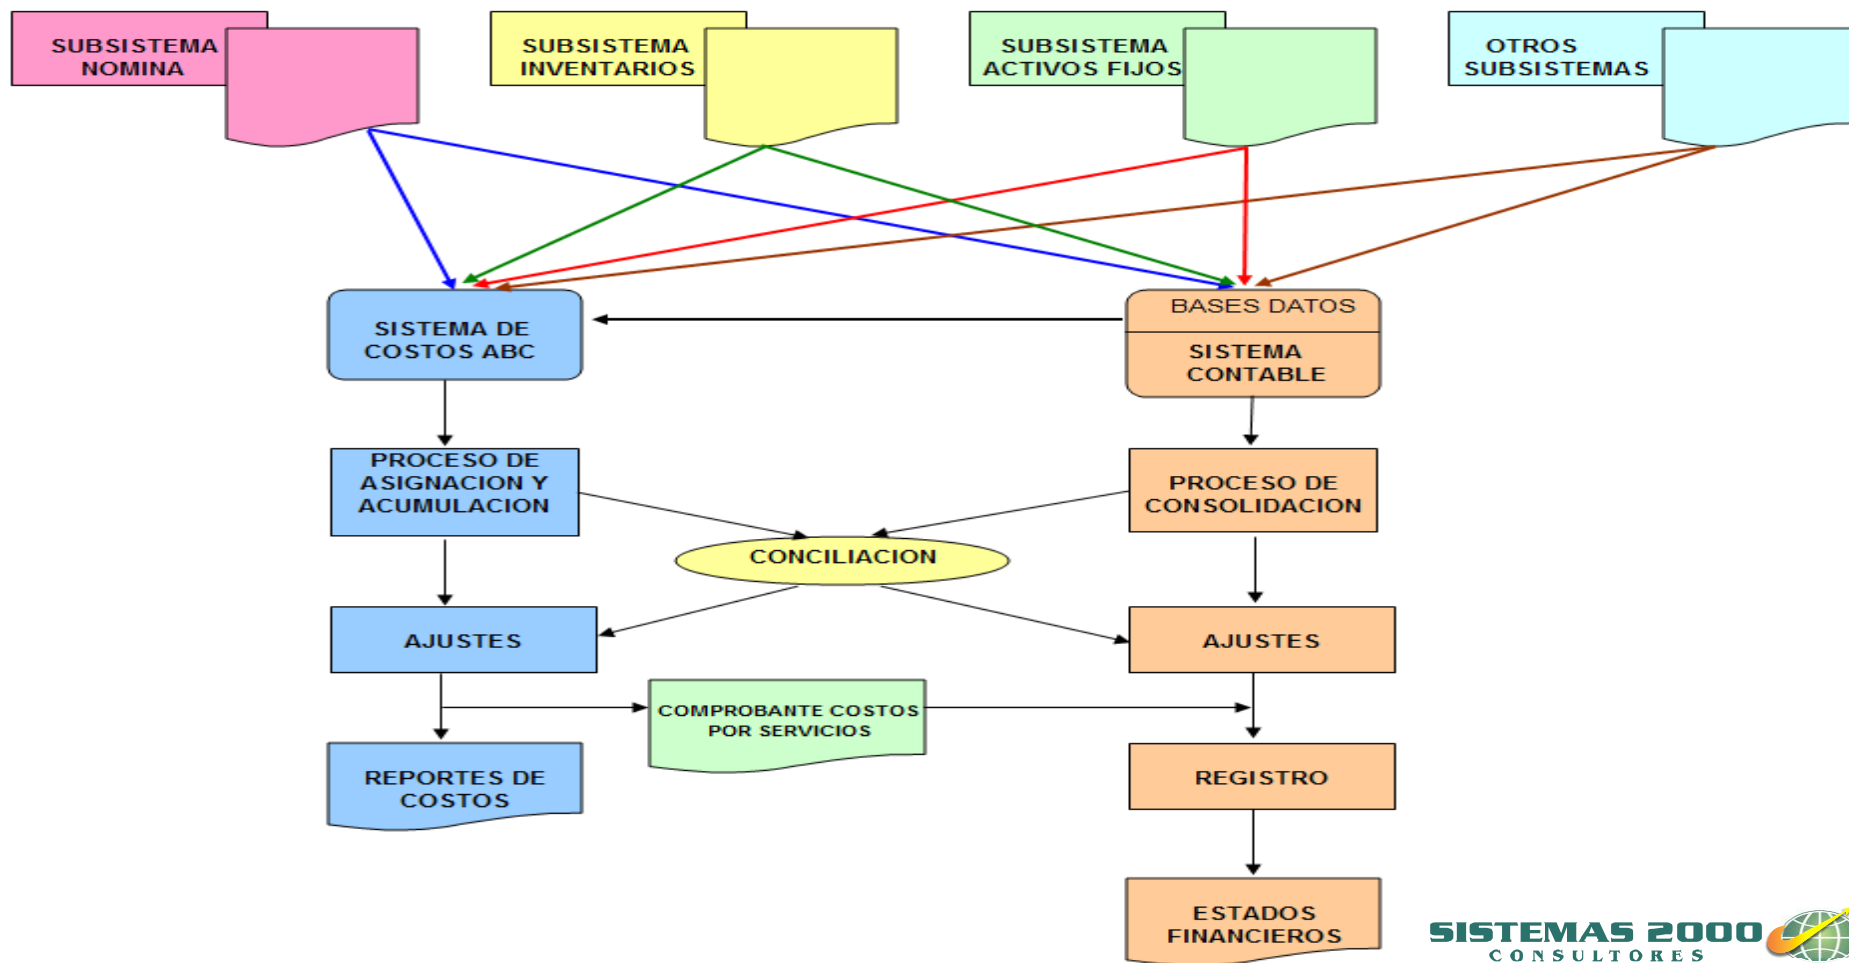 SUBSISTEMA
NOMINA
SUBSISTEMA
INVENTARIOS
SUBSISTEMA
ACTIVOS FIJOS
OTROS
SUBSISTEMAS
SISTEMA DE
COSTOS ABC
BASES DATOS
SISTEMA
CONTABLE
PROCESO DE
ASIGNACION Y
ACUMULACION
PROCESO DE
CONSOLIDACION
CONCILIACION
AJUSTES
AJUSTES
COMPROBANTE COSTOS
POR SERVICIOS
REPORTES DE
COSTOS
REGISTRO
ESTADOS
FINANCIEROS
SISTEMAS 2000
CONSULTORES